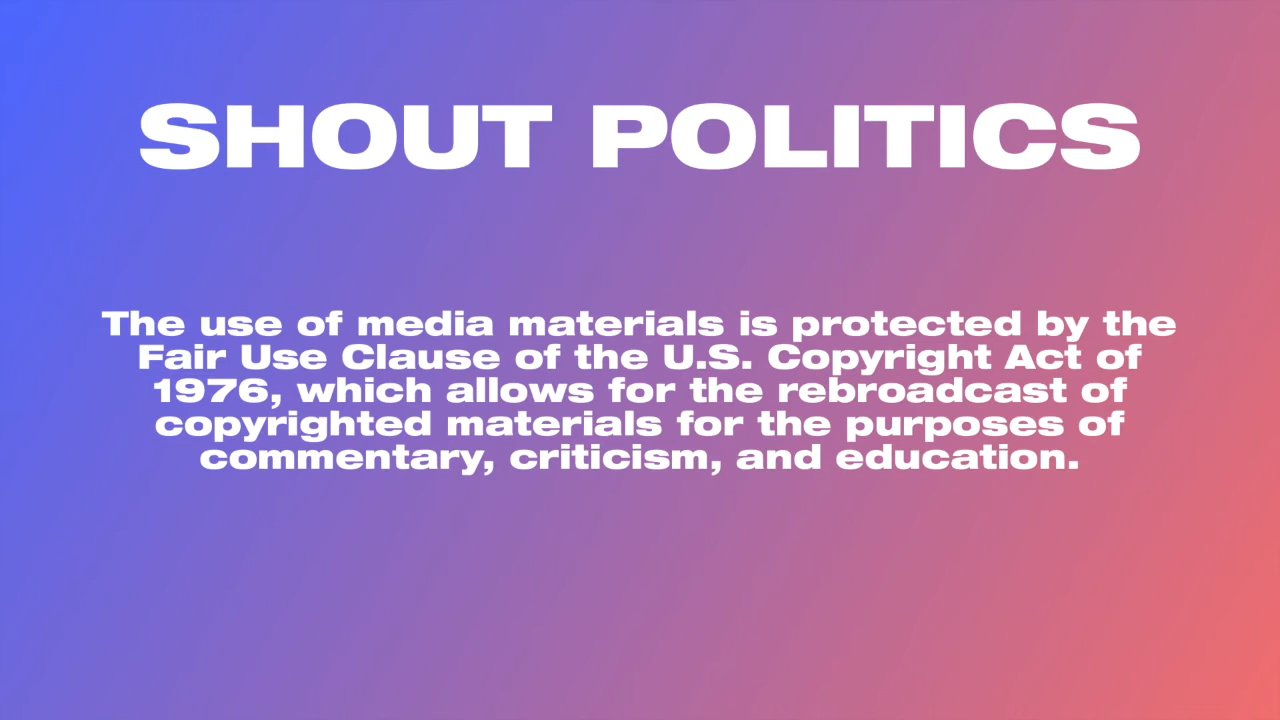 SHOUT POLITICS
The use of media materials is protected by the
Fair Use Clause of the U.S. Copyright Act of
1976, which allows for the rebroadcast of
copyrighted materials for the purposes of
commentary, criticism, and education.